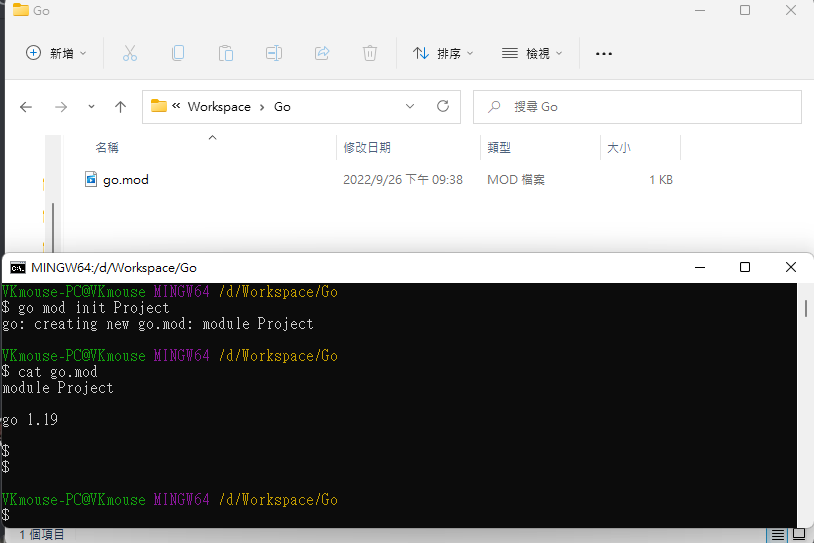 Go
新增
排序
檢視
Workspace > Go
搜尋 Go
名稱 修改日期 類型 大小
go.mod 2022/9/26 下午 09:38 MOD 檔案 1 KB
MINGW64:/d/Workspace/Go
VKmouse-PC@VKmouse MINGW64 /d/Workspace/Go
$ go mod init Project
go: creating new go.mod: module Project
VKmouse-PC@VKmouse MINGW64 /d/Workspace/Go
$ cat go.mod
module Project
go 1.19
$
$
VKmouse-PC@VKmouse MINGW64 /d/Workspace/Go
$
1 個項目